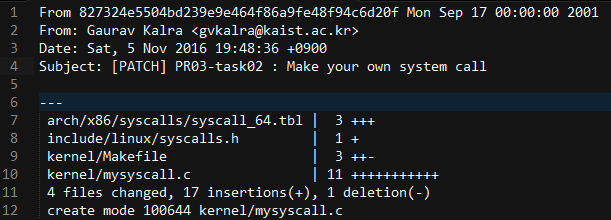 1 From 827324e5504bd239e9e464f86a9fe48f94c6d20f Mon Sep 17 00:00:00 2001
2 From: Gaurav Kalra <gvkalra@kaist.ac.kr>
3 Date: Sat, 5 Nov 2016 19:48:36 +0900
4 Subject: [PATCH] PR03-task02 : Make your own system call
5
6 ---
7 arch/x86/syscalls/syscall_64.tbl | 3 +++
8 include/linux/syscalls.h | 1 +
9 kernel/Makefile | 3 ++-
10 kernel/mysyscall.c | 11 +++++++++++
11 4 files changed, 17 insertions(+), 1 deletion(-)
12 create mode 100644 kernel/mysyscall.c